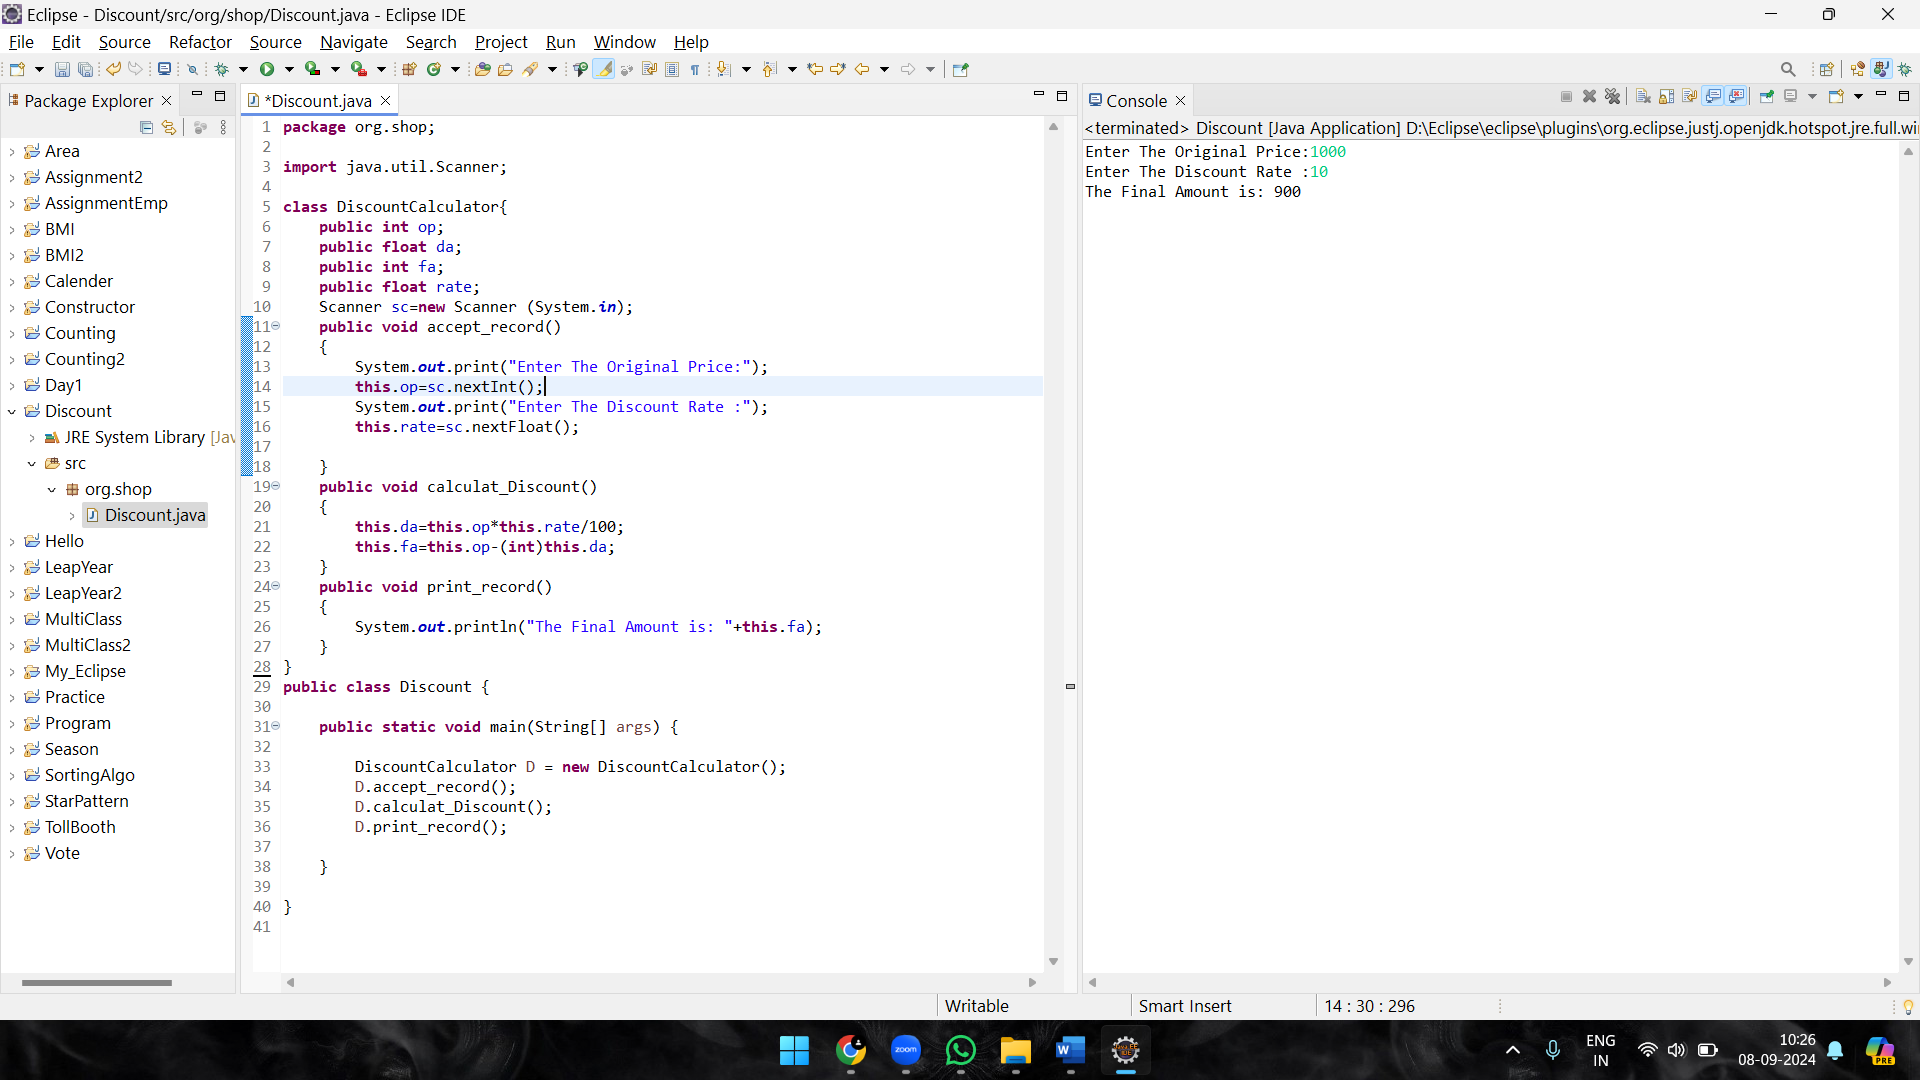 Eclipse - Discount/src/org/shop/Discount.java - Eclipse IDE
File Edit Source Refactor Source Navigate Search Project Run Window Help
Package Explorer
Area
Assignment2
AssignmentEmp
BMI
BMI2
Calender
Constructor
Counting
Counting2
Day1
Discount
JRE System Library [Jav
src
org.shop
Discount.java
Hello
LeapYear
LeapYear2
MultiClass
MultiClass2
My_Eclipse
Practice
Program
Season
SortingAlgo
StarPattern
TollBooth
Vote
*Discount.java
1 package org.shop;
2
3 import java.util.Scanner;
4
5 class DiscountCalculator{
6 public int op;
7 public float da;
8 public int fa;
9 public float rate;
10 Scanner sc=new Scanner (System.in);
11 public void accept_record()
12 {
13 System.out.print("Enter The Original Price:");
14 this.op=sc.nextInt();
15 System.out.print("Enter The Discount Rate :");
16 this.rate=sc.nextFloat();
17
18 }
19 public void calculat_Discount()
20 {
21 this.da=this.op*this.rate/100;
22 this.fa=this.op-(int)this.da;
23 }
24 public void print_record()
25 {
26 System.out.println("The Final Amount is: "+this.fa);
27 }
28 }
29 public class Discount {
30
31 public static void main(String[] args) {
32
33 DiscountCalculator D = new DiscountCalculator();
34 D.accept_record();
35 D.calculat_Discount();
36 D.print_record();
37
38 }
39
40 }
41
Console
<terminated> Discount [Java Application] D:\Eclipse\eclipse\plugins\org.eclipse.justj.openjdk.hotspot.jre.full.wi
Enter The Original Price:1000
Enter The Discount Rate :10
The Final Amount is: 900
Writable Smart Insert 14 : 30 : 296
zoom
W
IDE
ENG
IN
10:26
08-09-2024
PRE